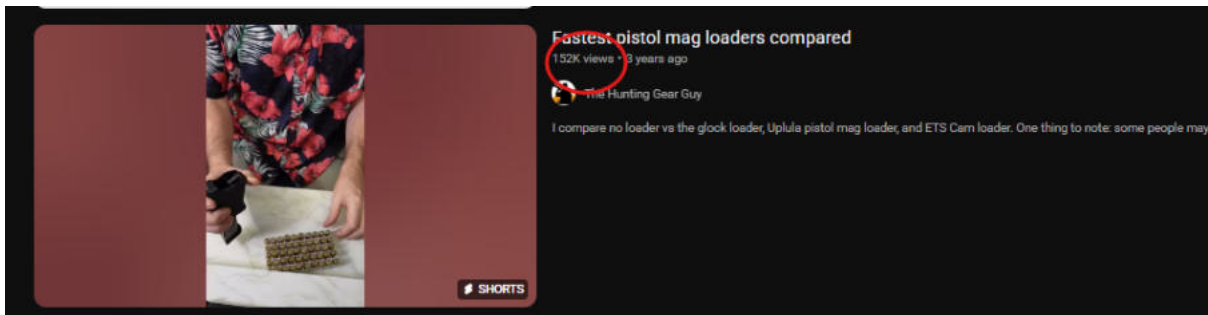 Fastest pistol mag loaders compared
152K views • 3 years ago
The Hunting Gear Guy
I compare no loader vs the glock loader, Uplula pistol mag loader, and ETS Cam loader. One thing to note: some people may
SHORTS